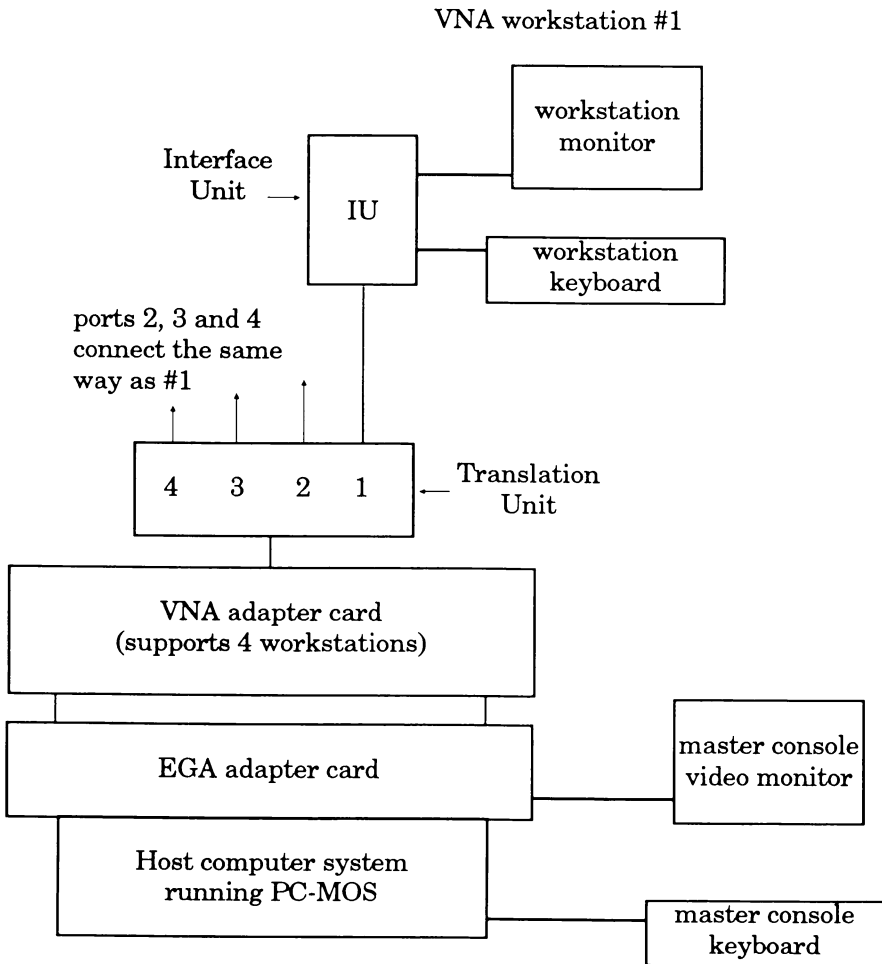 VNA workstation #1
workstation
monitor
Interface
Unit
IU
workstation
keyboard
ports 2, 3 and 4
connect the same
way as #1
4 3 2 1
Translation
Unit
VNA adapter card
(supports 4 workstations)
EGA adapter card
master console
video monitor
Host computer system
running PC-MOS
master console
keyboard